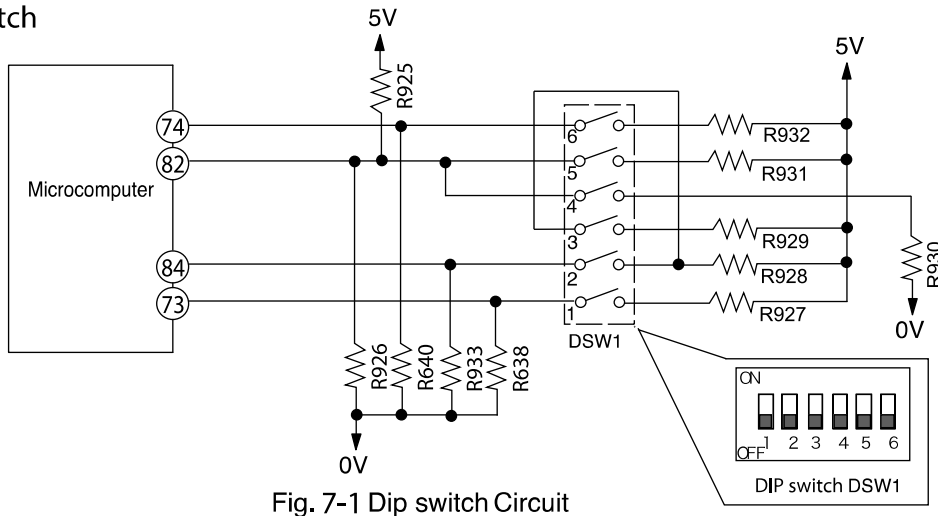 tch
5V
R925
5V
74
6
R932
82
5
R931
Microcomputer
4
3
R929
R930
84
2
R928
73
1
R927
0V
DSW1
R926
R640
R933
R638
ON
OFF
1 2 3 4 5 6
0V
DIP switch DSW1
Fig. 7-1 Dip switch Circuit